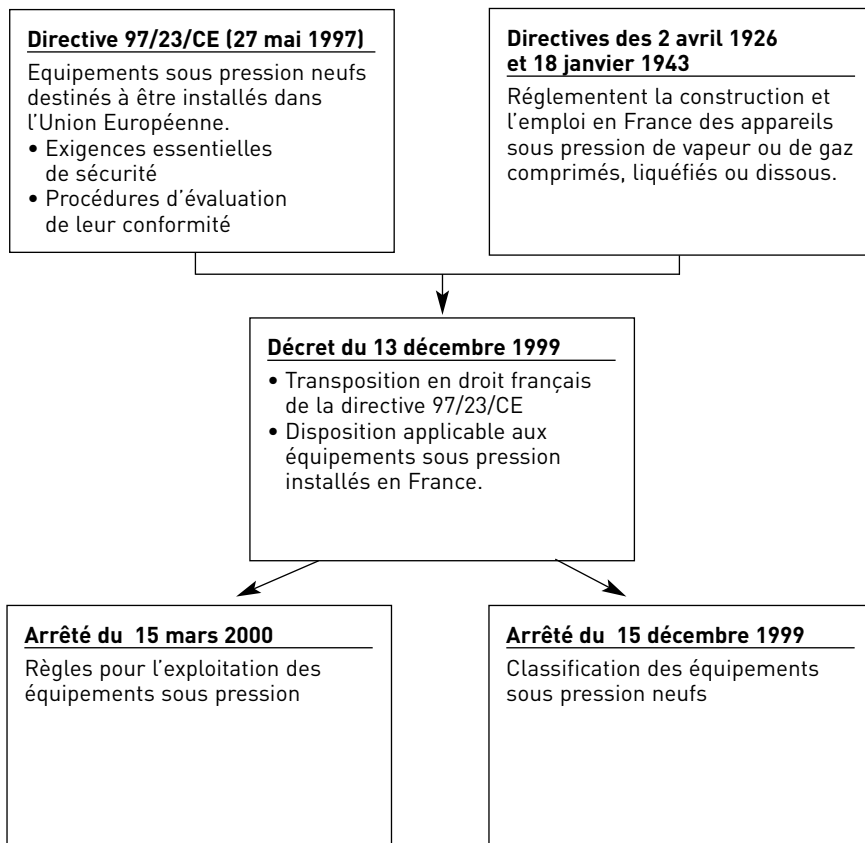 Directive 97/23/CE (27 mai 1997)
Equipements sous pression neufs
destinés à être installés dans
l’Union Européenne.
• Exigences essentielles
de sécurité
• Procédures d’évaluation
de leur conformité
Directives des 2 avril 1926
et 18 janvier 1943
Réglementent la construction et
l’emploi en France des appareils
sous pression de vapeur ou de gaz
comprimés, liquéfiés ou dissous.
Décret du 13 décembre 1999
• Transposition en droit français
de la directive 97/23/CE
• Disposition applicable aux
équipements sous pression
installés en France.
Arrêté du 15 mars 2000
Règles pour l’exploitation des
équipements sous pression
Arrêté du 15 décembre 1999
Classification des équipements
sous pression neufs